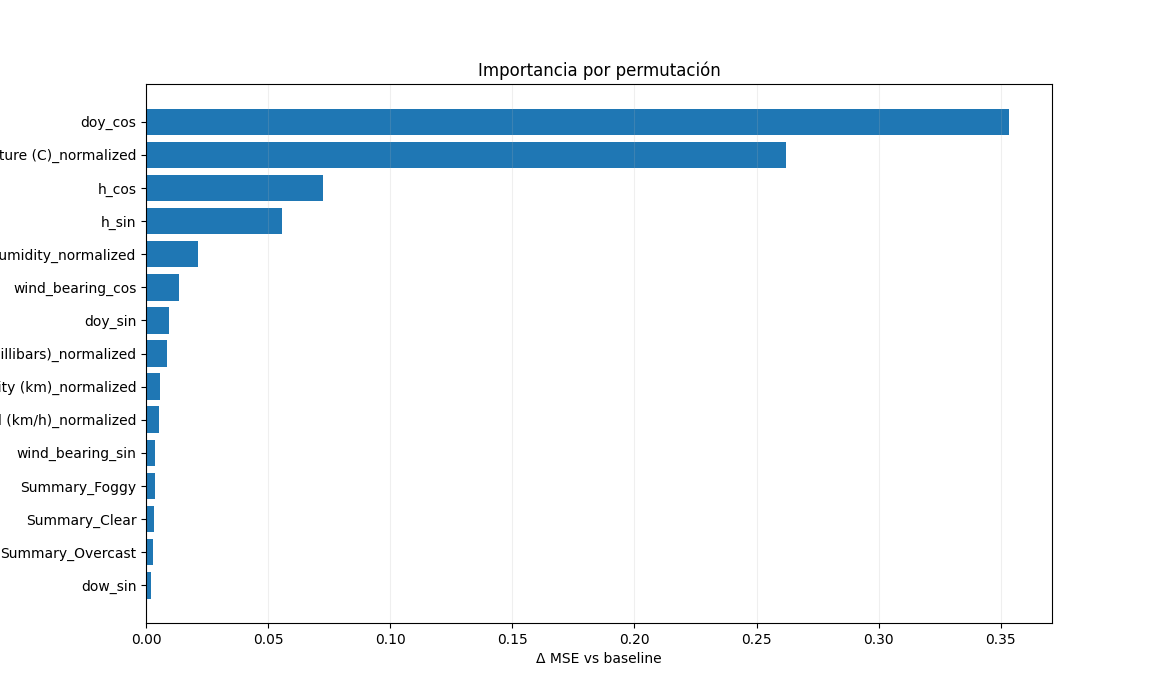 Importancia por permutación
doy_cos
ture (C)_normalized
h_cos
h_sin
umidity_normalized
wind_bearing_cos
doy_sin
illibars)_normalized
ity (km)_normalized
(km/h)_normalized
wind_bearing_sin
Summary_Foggy
Summary_Clear
Summary_Overcast
dow_sin
0.00 0.05 0.10 0.15 0.20 0.25 0.30 0.35
Δ MSE vs baseline